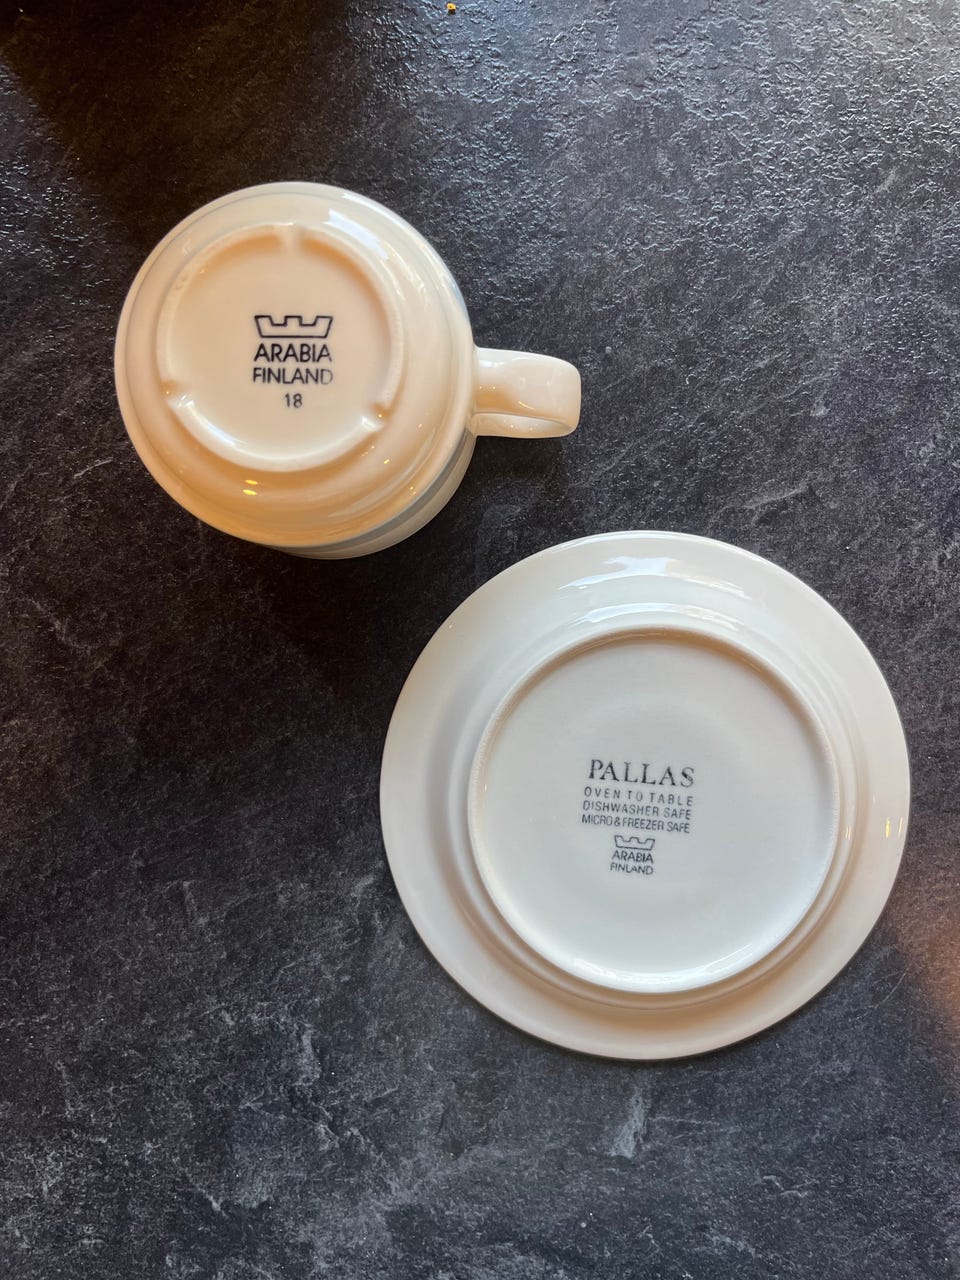 ARABIA
FINLAND
18
PALLAS
OVEN TO TABLE
DISHWASHER SAFE
MICRO & FREEZER SAFE
ARABIA
FINLAND